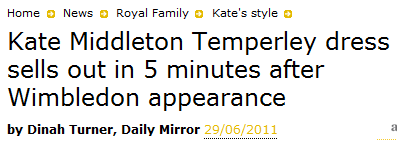 Home News Royal Family Kate's style
Kate Middleton Temperley dress
sells out in 5 minutes after
Wimbledon appearance
by Dinah Turner, Daily Mirror 29/06/2011
a